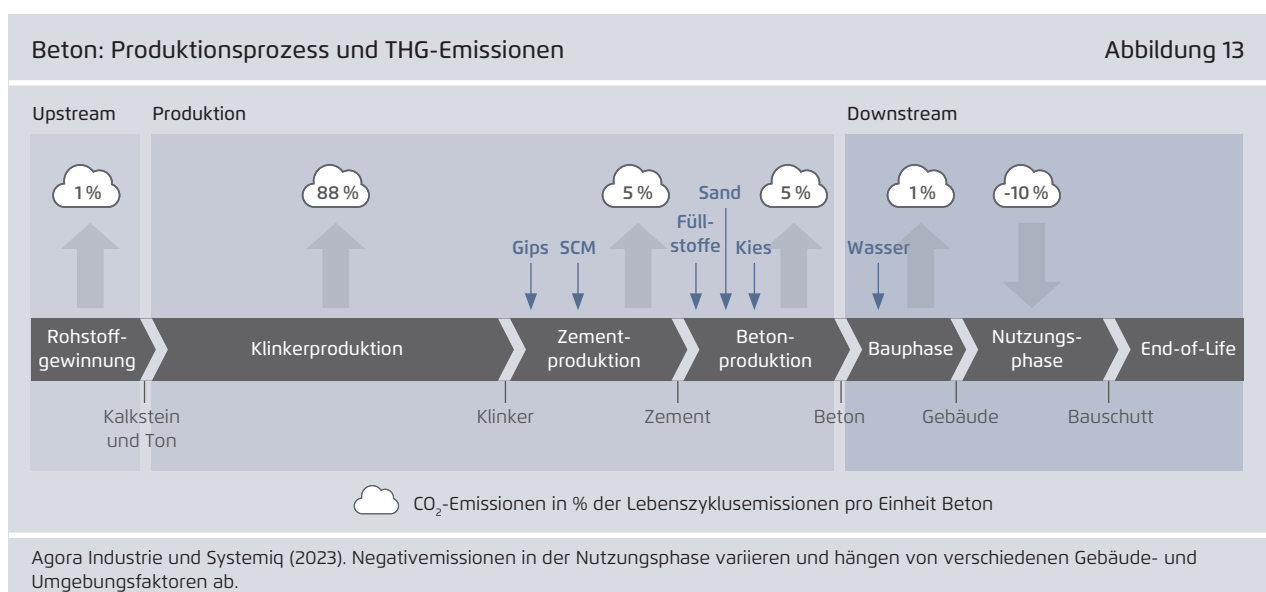 Beton: Produktionsprozess und THG-Emissionen
Abbildung 13
Upstream
Produktion
Downstream
1 %
88 %
5 %
5 %
1 %
-10 %
Gips
SCM
Füll-
stoffe
Sand
Kies
Wasser
Rohstoff-
gewinnung
Klinkerproduktion
Zement-
produktion
Beton-
produktion
Bauphase
Nutzungs-
phase
End-of-Life
Kalkstein
und Ton
Klinker
Zement
Beton
Gebäude
Bauschutt
CO₂-Emissionen in % der Lebenszyklusemissionen pro Einheit Beton
Agora Industrie und Systemiq (2023). Negativemissionen in der Nutzungsphase variieren und hängen von verschiedenen Gebäude- und
Umgebungsfaktoren ab.